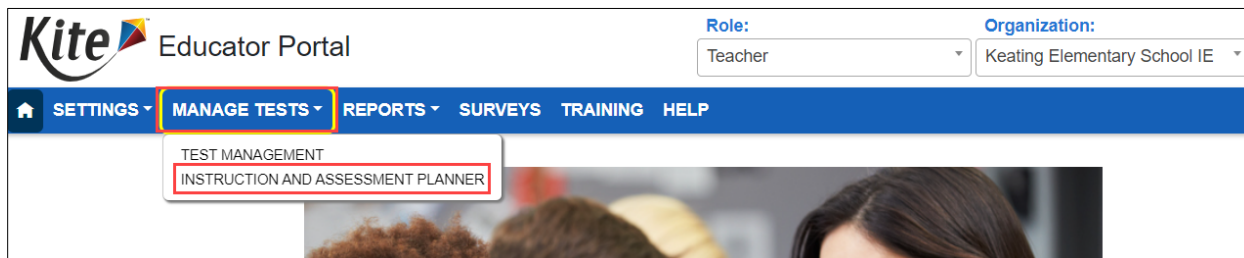 Kite Educator Portal
Role:
Teacher
Organization:
Keating Elementary School IE
SETTINGS MANAGE TESTS REPORTS SURVEYS TRAINING HELP
TEST MANAGEMENT
INSTRUCTION AND ASSESSMENT PLANNER